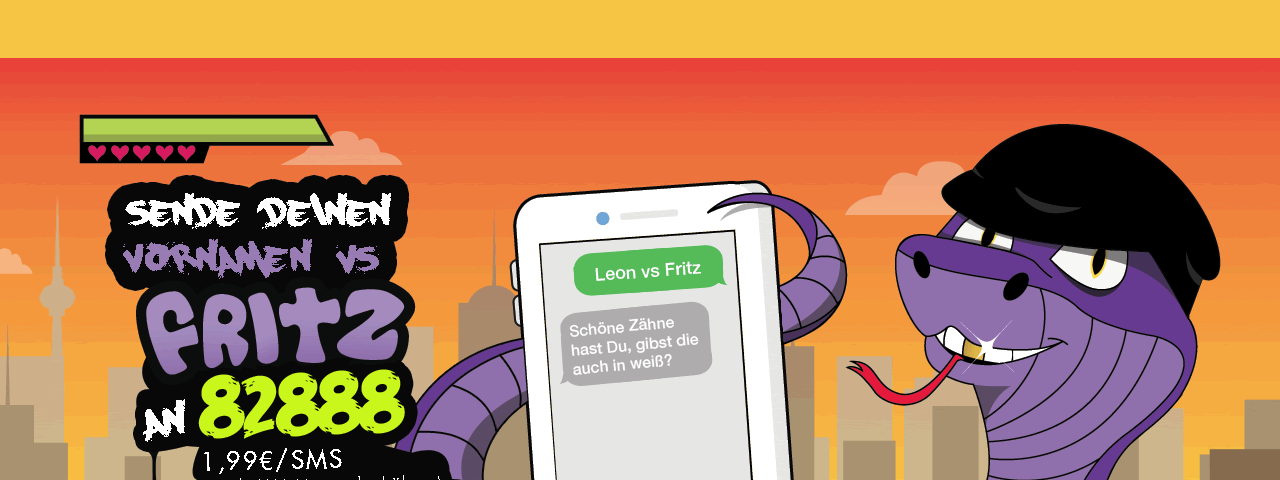 SENDE DEINEN
VORNAMEN VS
FRITZ
AN 82888
1,99€/SMS
Leon vs Fritz
Schöne Zähne
hast Du, gibst die
auch in weiß?